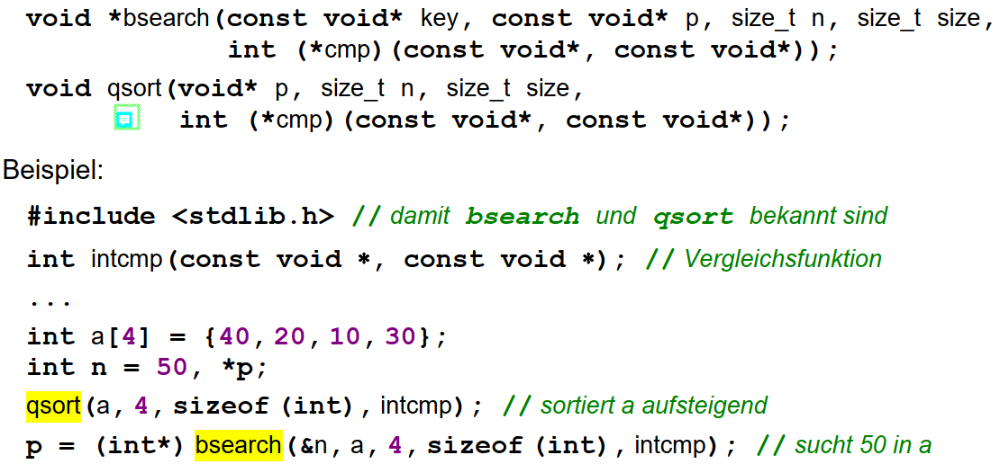 void *bsearch(const void* key, const void* p, size_t n, size_t size,
int (*cmp)(const void*, const void*));
void qsort(void* p, size_t n, size_t size,
int (*cmp)(const void*, const void*));
Beispiel:
#include <stdlib.h> // damit bsearch und qsort bekannt sind
int intcmp(const void *, const void *); // Vergleichsfunktion
...
int a[4] = {40, 20, 10, 30};
int n = 50, *p;
qsort(a, 4, sizeof (int), intcmp); // sortiert a aufsteigend
p = (int*) bsearch(&n, a, 4, sizeof (int), intcmp); // sucht 50 in a